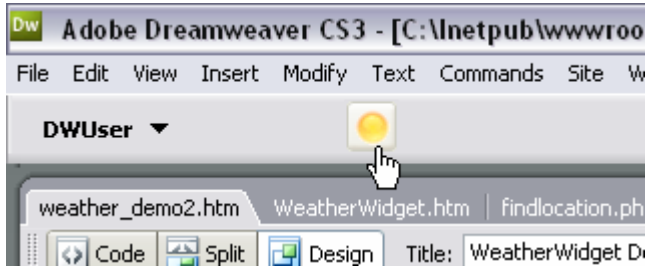 Dw Adobe Dreamweaver CS3 - [C:\Inetpub\wwwroo
File Edit View Insert Modify Text Commands Site W
DWUser
weather_demo2.htm WeatherWidget.htm findlocation.ph
Code Split Design Title: WeatherWidget De